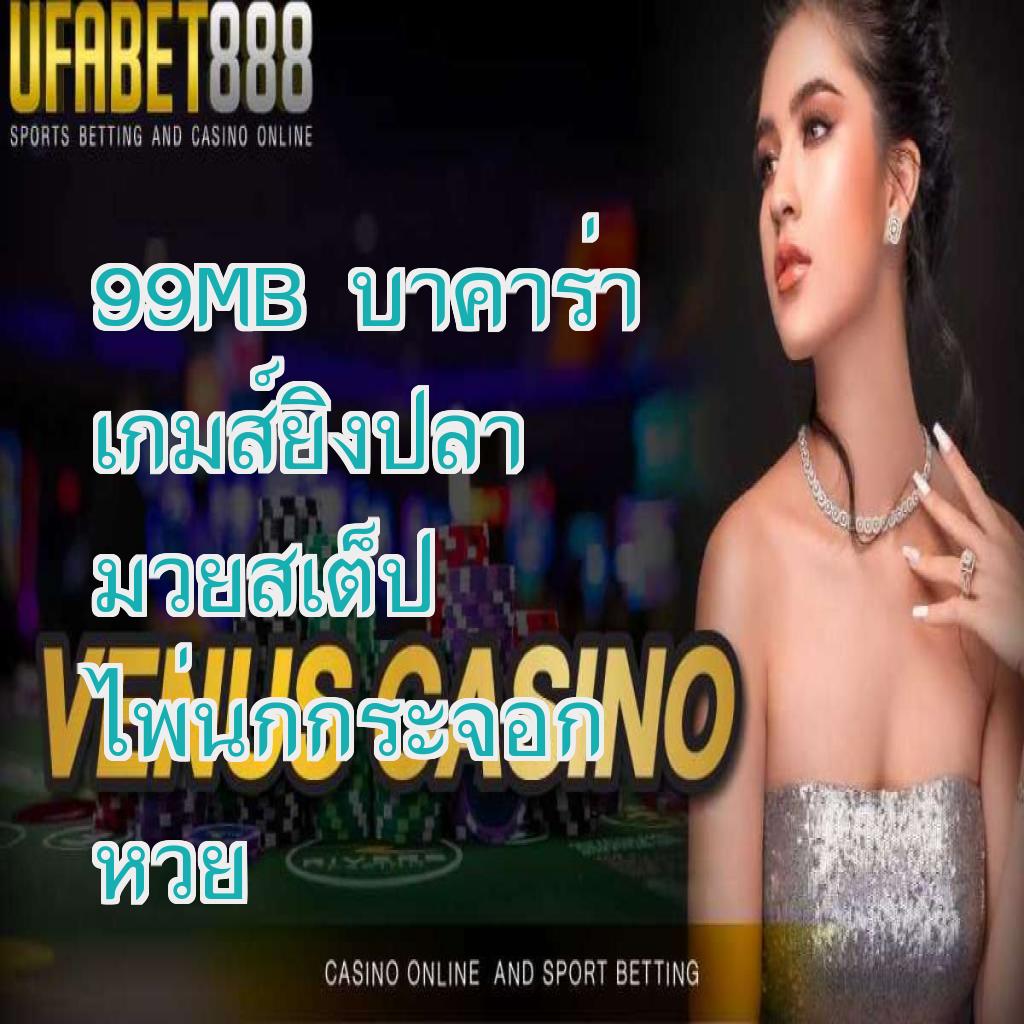 UFABET888
SPORTS BETTING AND CASINO ONLINE
99MB บาคาร่า
เกมส์ยิงปลา
มวยสเต็ป
VENUS CASINO
ไพ่นกกระจอก
หวย
CASINO ONLINE AND SPORT BETTING